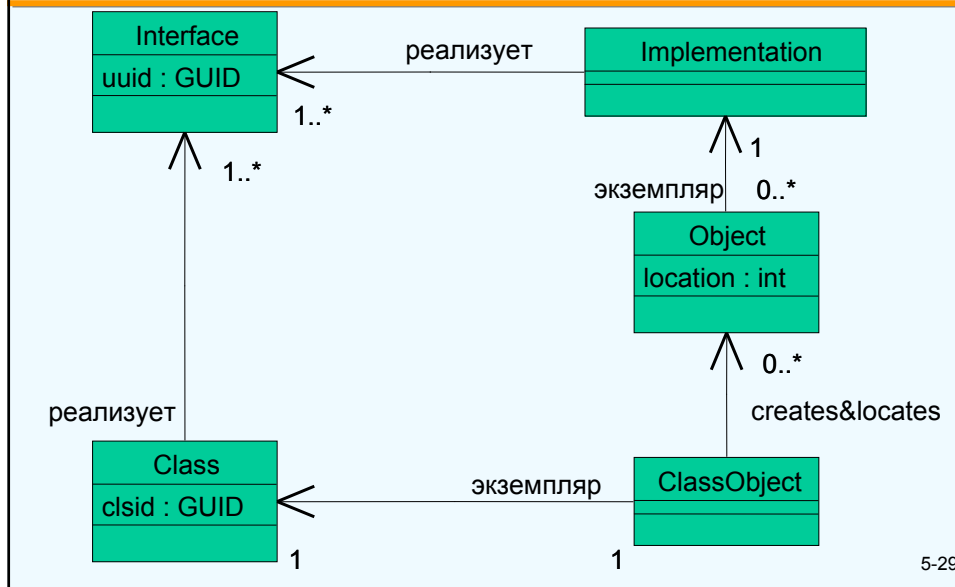 Interface
uuid : GUID
реализует
Implementation
1..*
1..*
1
экземпляр
0..*
Object
location : int
0..*
реализует
creates&locates
Class
clsid : GUID
экземпляр
ClassObject
1
1
5-29